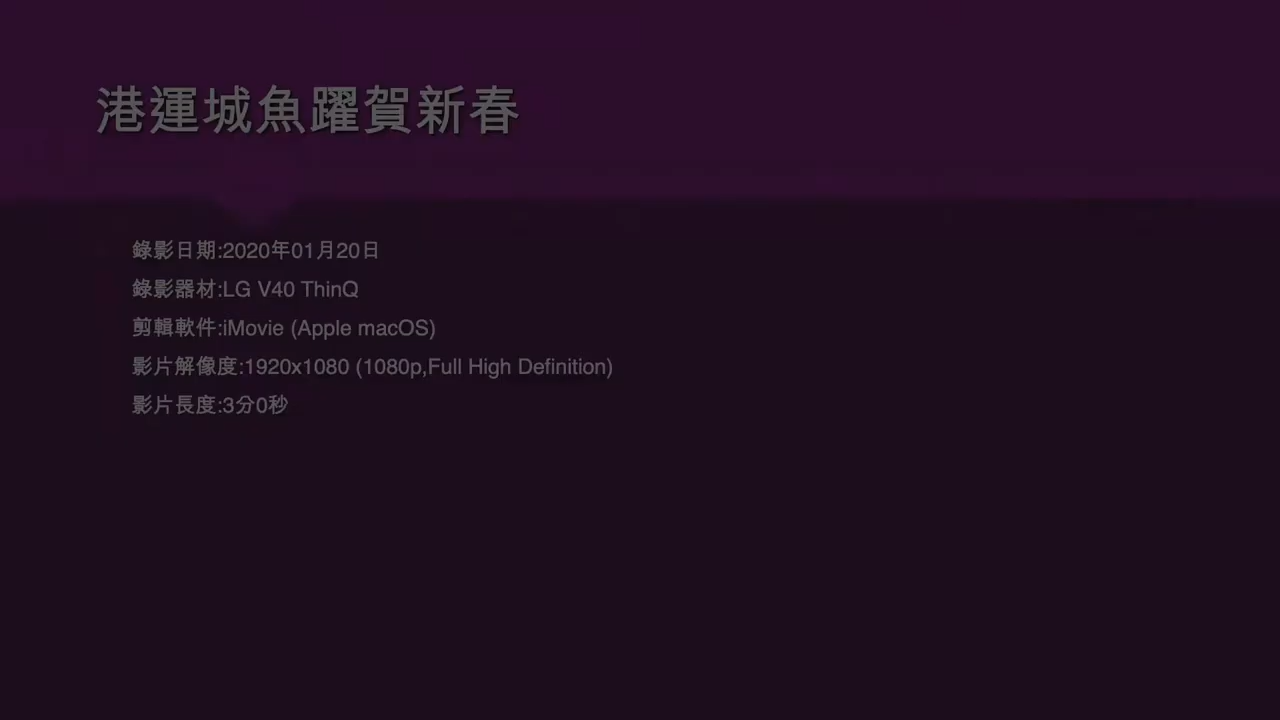 港運城魚躍賀新春
錄影日期:2020年01月20日
錄影器材:LG V40 ThinQ
剪輯軟件:iMovie (Apple macOS)
影片解像度:1920x1080 (1080p,Full High Definition)
影片長度:3分0秒